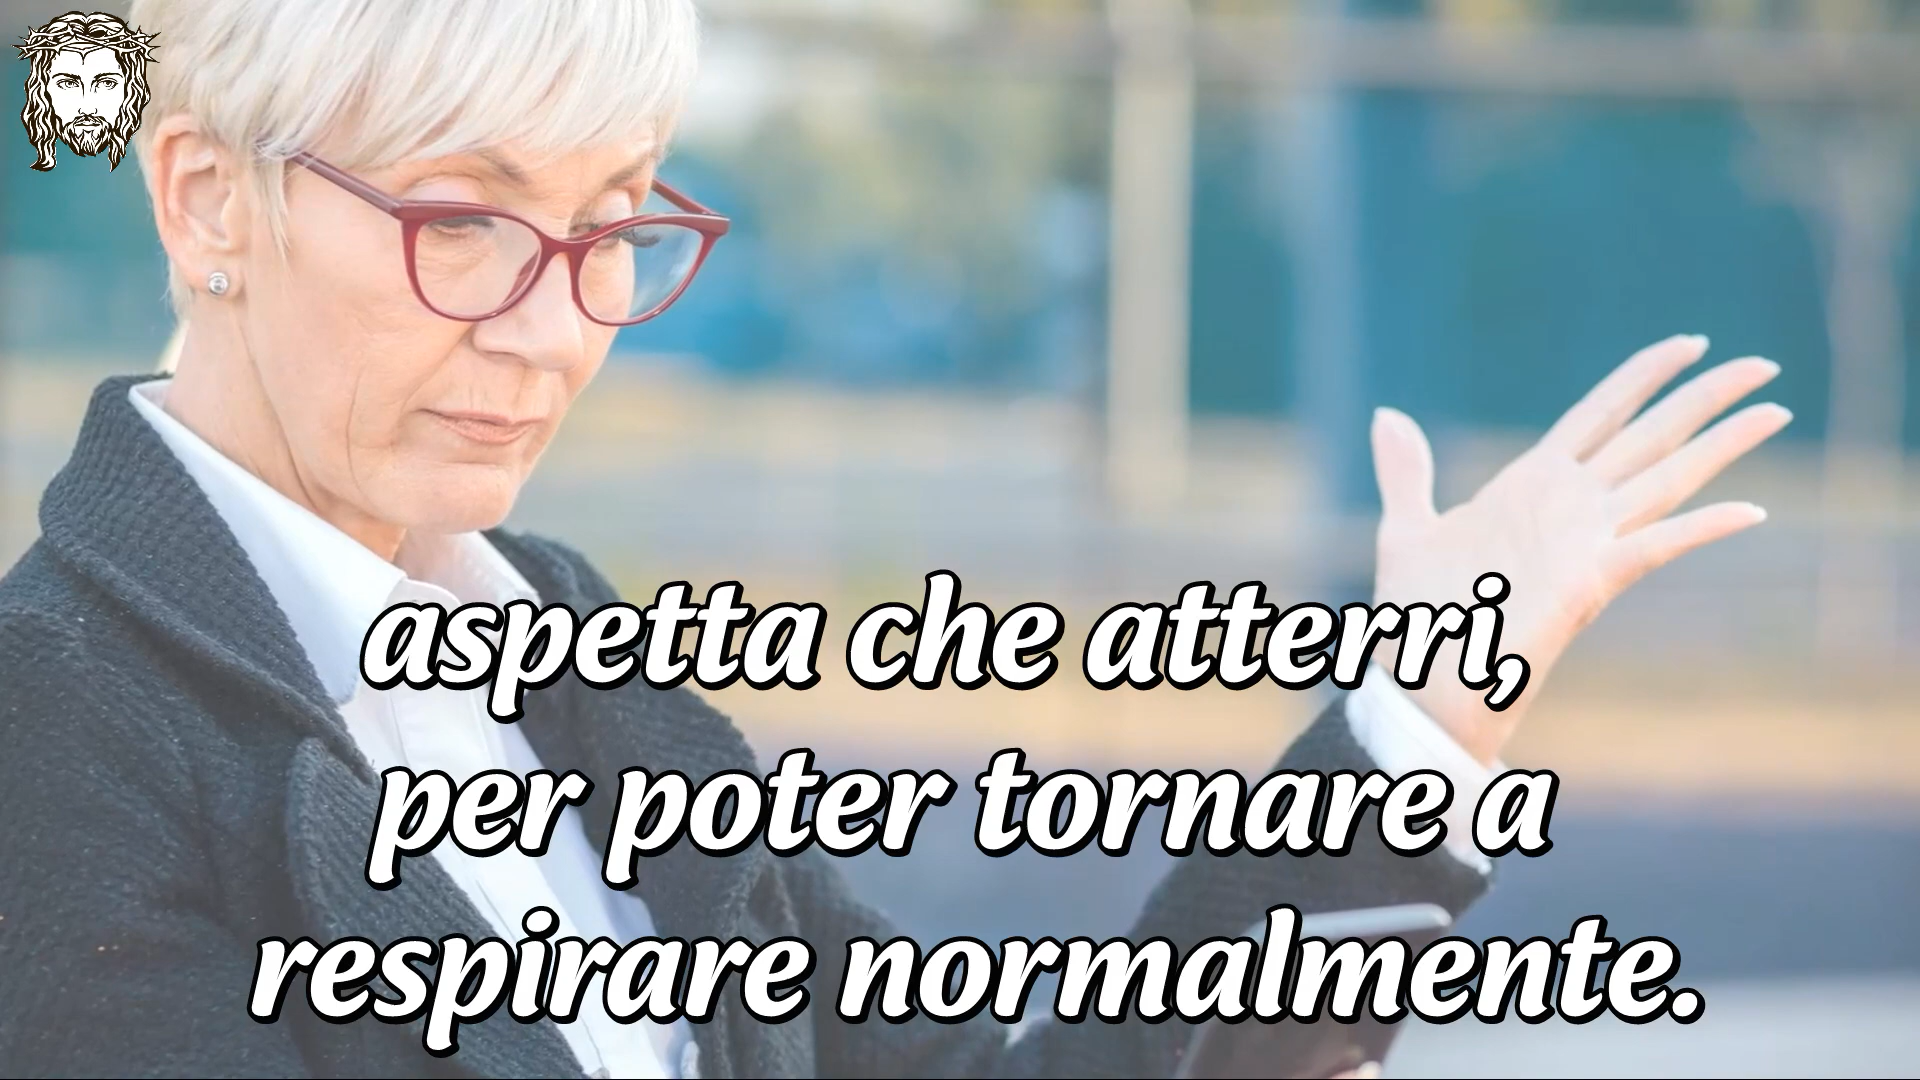 aspetta che atterri,
per poter tornare a
respirare normalmente.